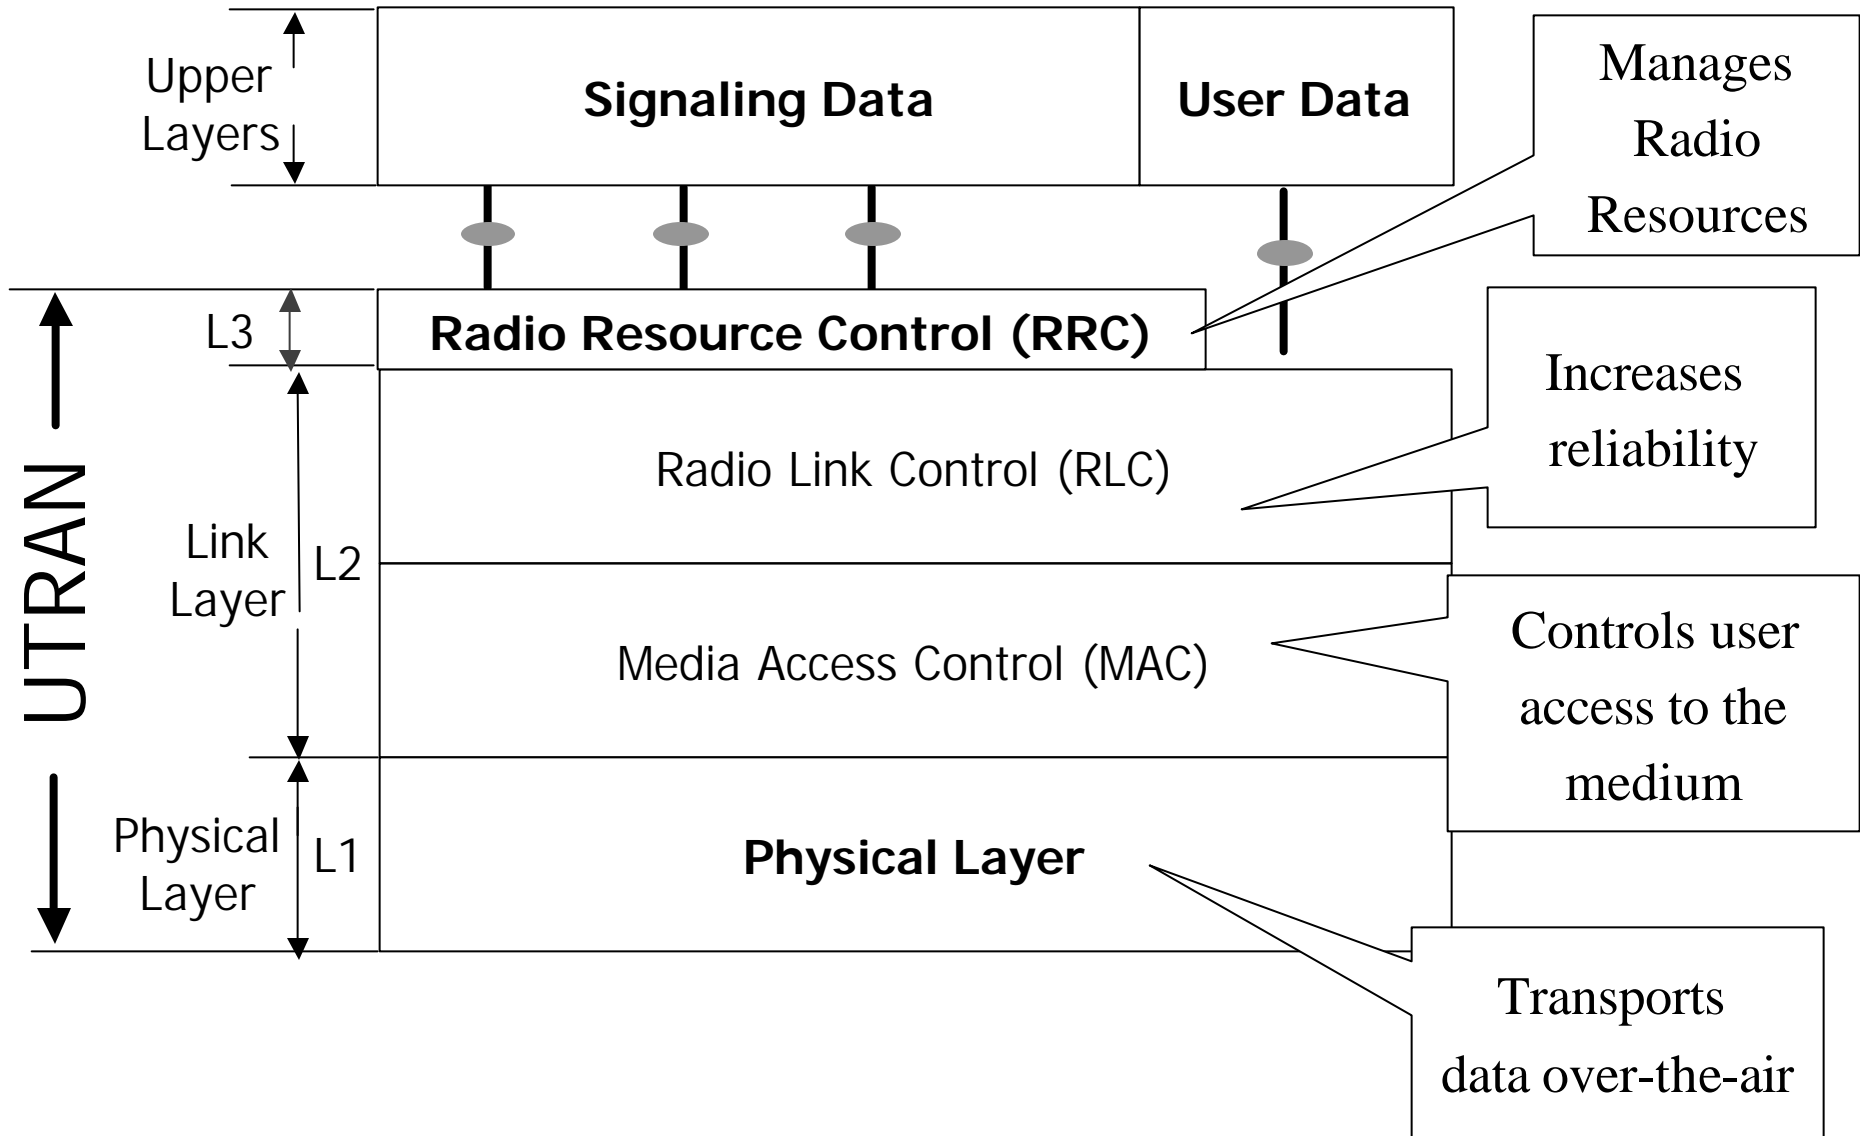 Upper
Layers
Signaling Data
User Data
Manages
Radio
Resources
L3
Radio Resource Control (RRC)
Increases
reliability
Radio Link Control (RLC)
UTRAN
Link
Layer
L2
Media Access Control (MAC)
Controls user
access to the
medium
Physical
Layer
L1
Physical Layer
Transports
data over-the-air